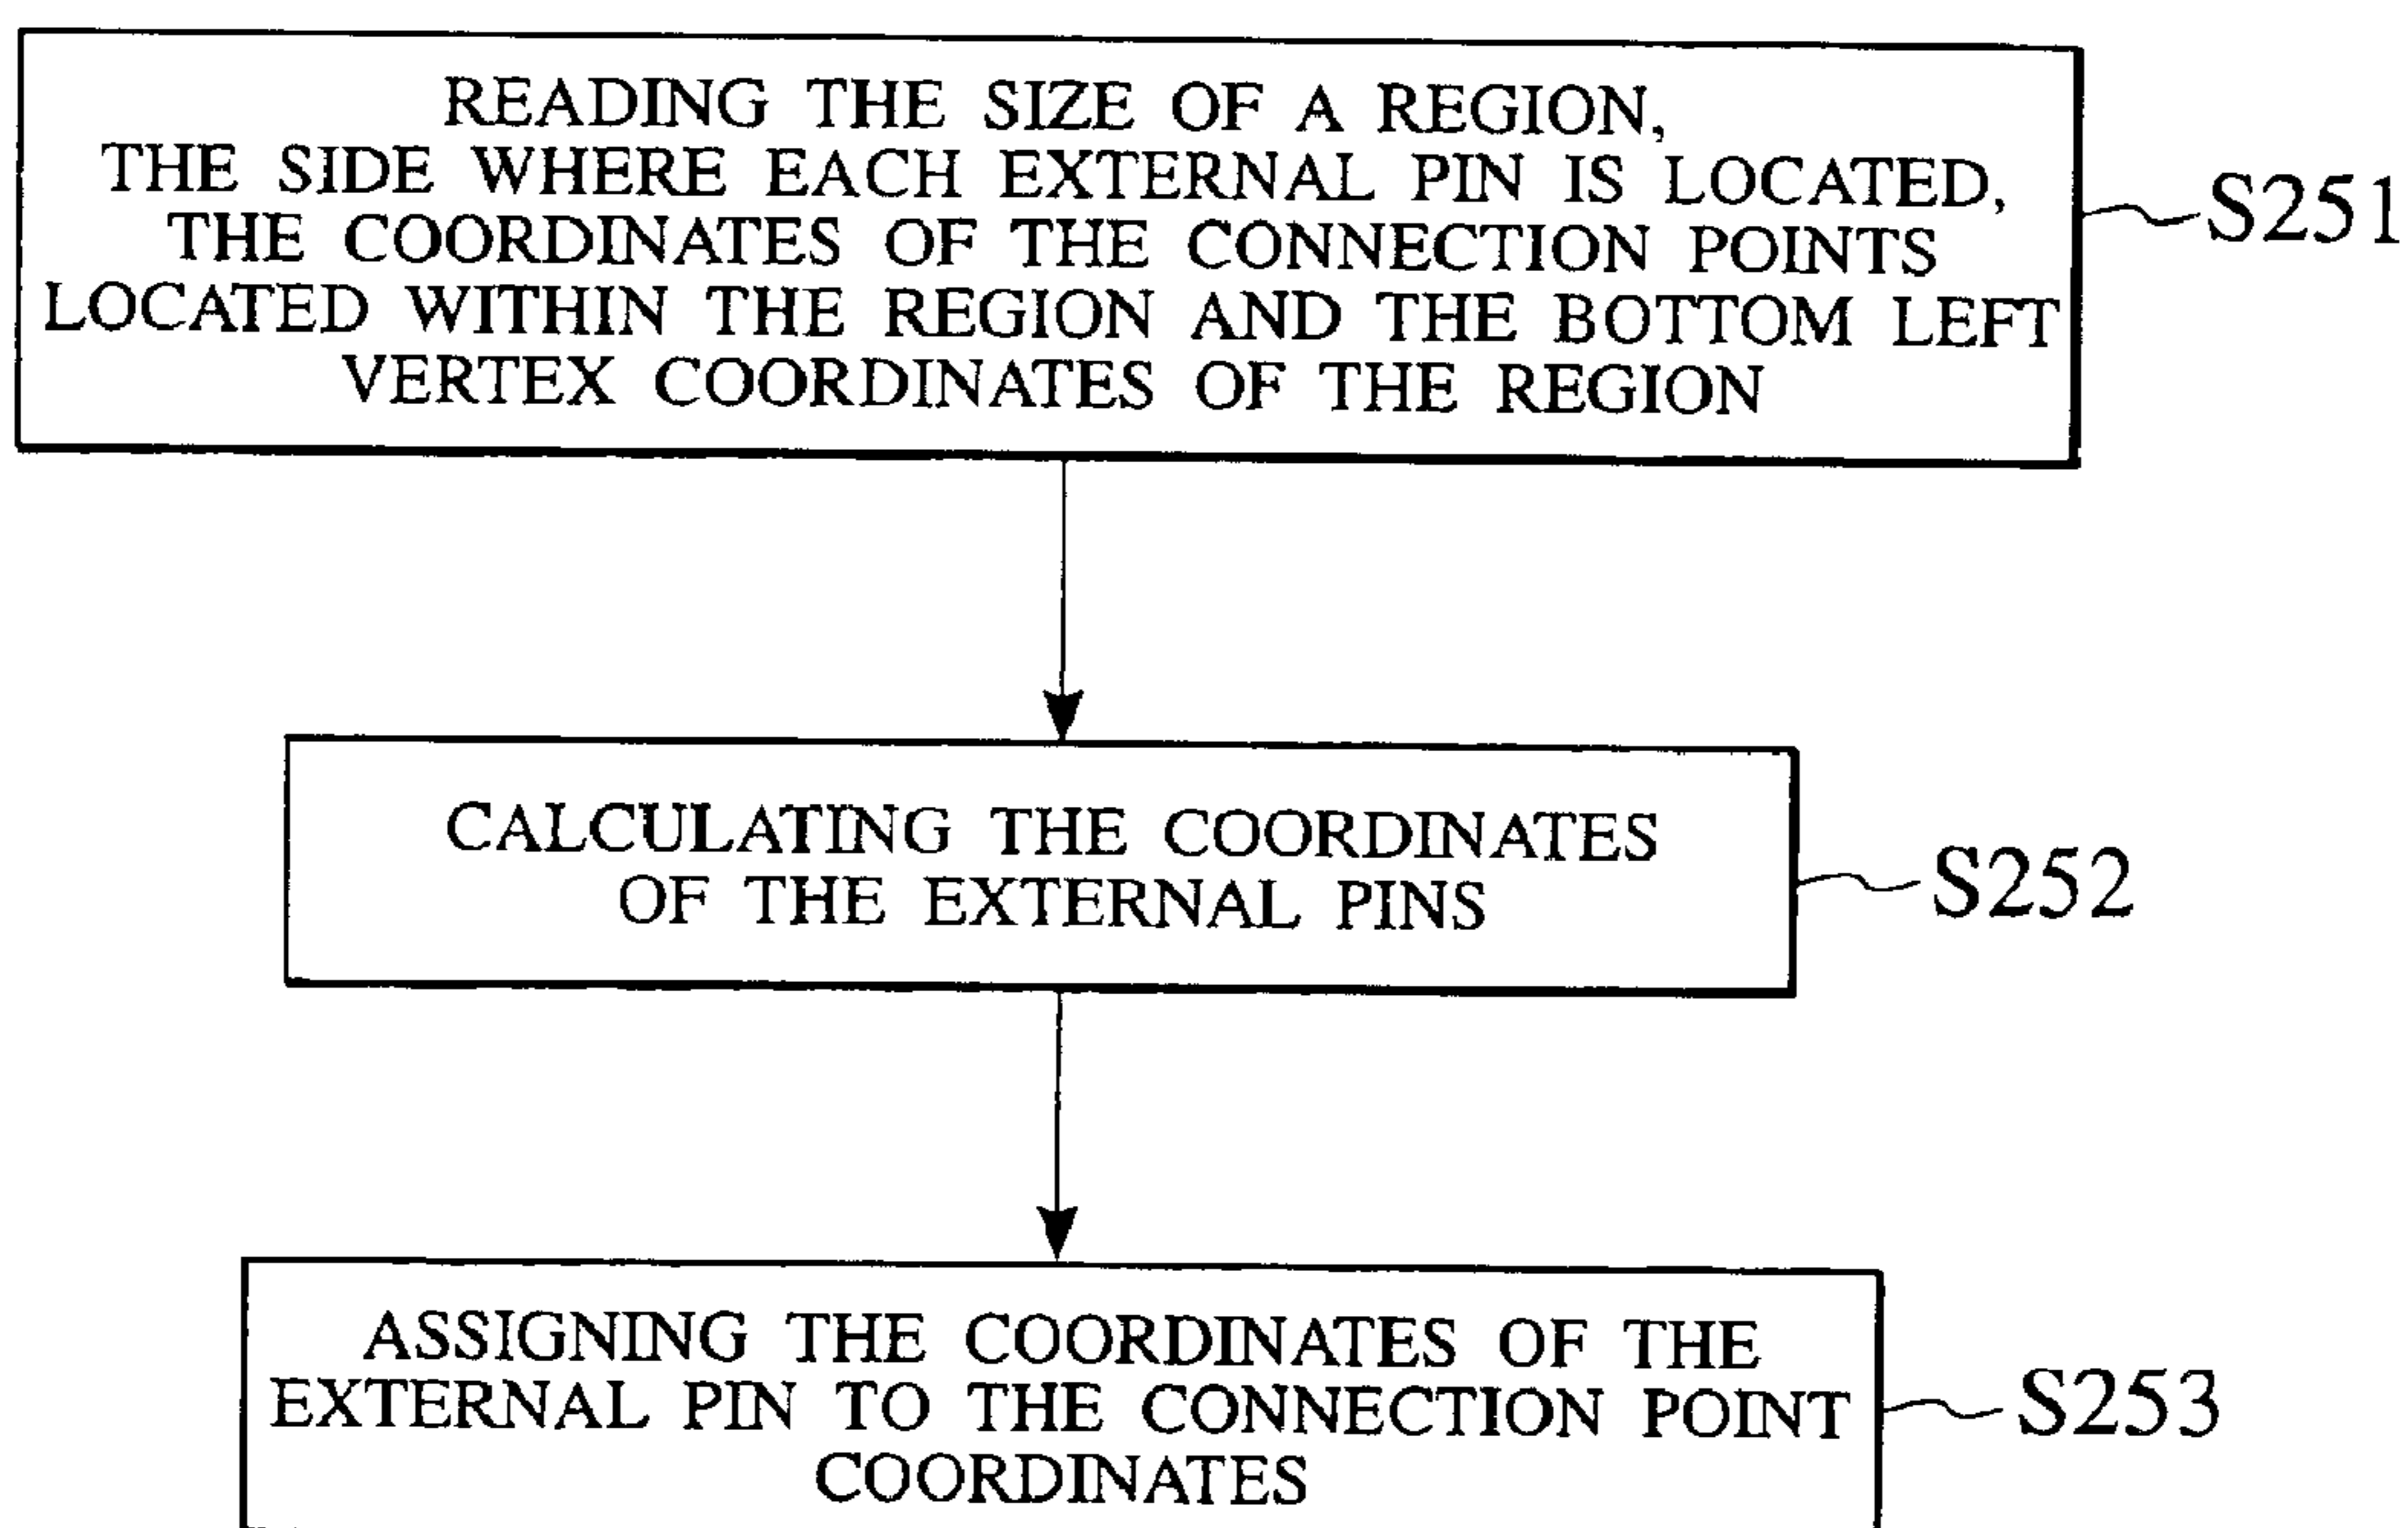 READING THE SIZE OF A REGION,
THE SIDE WHERE EACH EXTERNAL PIN IS LOCATED,
THE COORDINATES OF THE CONNECTION POINTS
LOCATED WITHIN THE REGION AND THE BOTTOM LEFT
VERTEX COORDINATES OF THE REGION
S251
CALCULATING THE COORDINATES
OF THE EXTERNAL PINS
S252
ASSIGNING THE COORDINATES OF THE
EXTERNAL PIN TO THE CONNECTION POINT
COORDINATES
S253